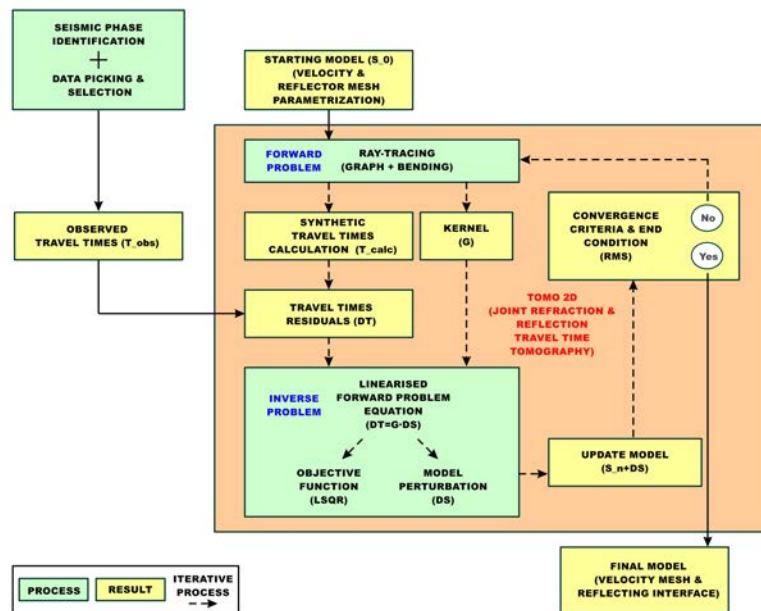 SEISMIC PHASE
IDENTIFICATION
+
DATA PICKING &
SELECTION
STARTING MODEL (S_0)
(VELOCITY &
REFLECTOR MESH
PARAMETRIZATION)
FORWARD
PROBLEM
RAY-TRACING
(GRAPH + BENDING)
OBSERVED
TRAVEL TIMES (T_obs)
SYNTHETIC
TRAVEL TIMES
CALCULATION (T_calc)
KERNEL
(G)
CONVERGENCE
CRITERIA & END
CONDITION
(RMS)
No
Yes
TRAVEL TIMES
RESIDUALS (DT)
TOMO 2D
(JOINT REFRACTION &
REFLECTION
TRAVEL TIME
TOMOGRAPHY)
INVERSE
PROBLEM
LINEARISED
FORWARD PROBLEM
EQUATION
(DT=G·DS)
OBJECTIVE
FUNCTION
(LSQR)
MODEL
PERTURBATION
(DS)
UPDATE MODEL
(S_n+DS)
FINAL MODEL
(VELOCITY MESH &
REFLECTING INTERFACE)
PROCESS
RESULT
ITERATIVE
PROCESS